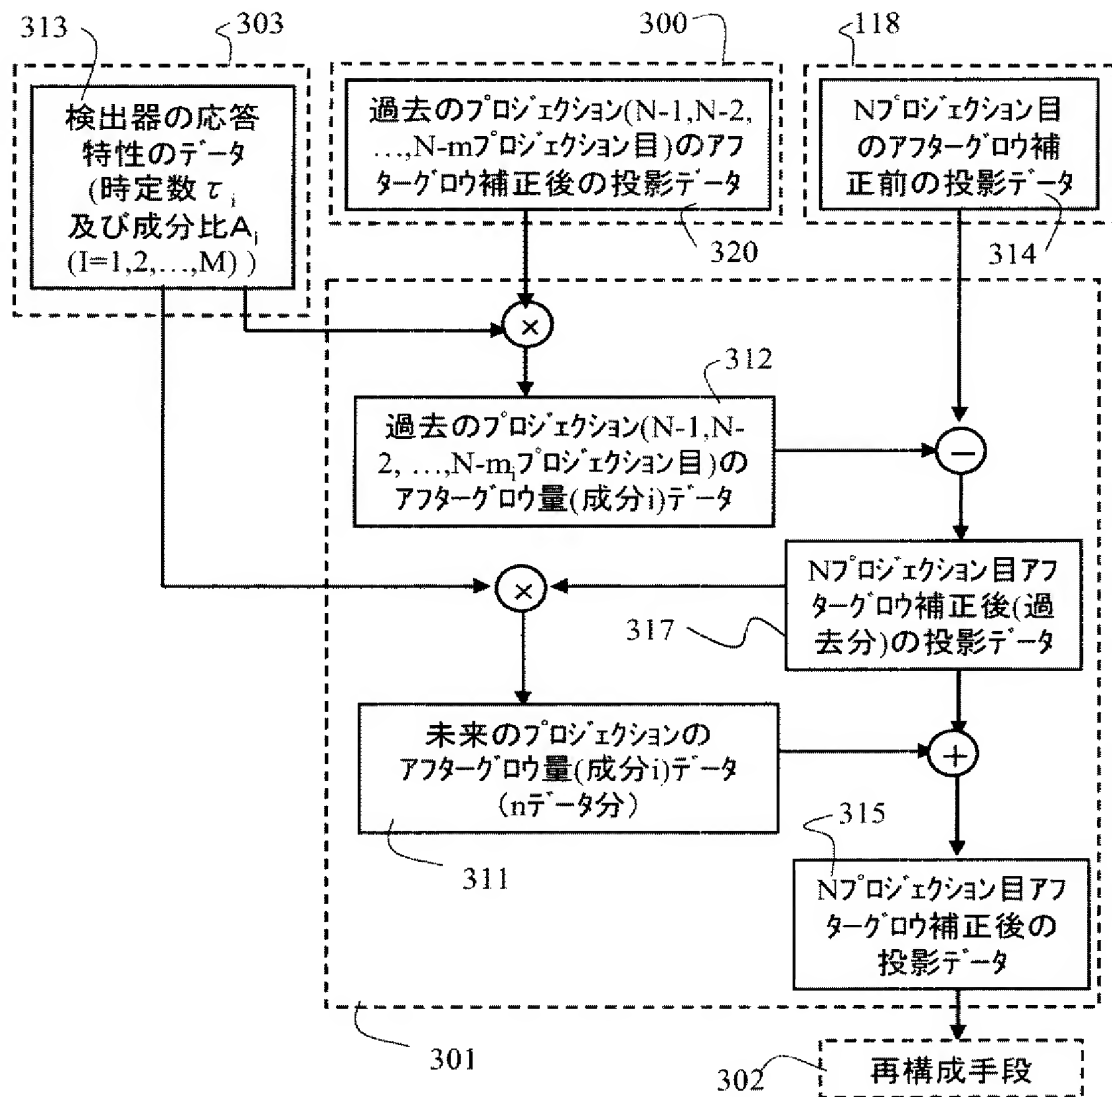 313
303
300
118
検出器の応答
特性のデータ
(時定数τi
及び成分比Ai
(I=1,2,…,M) )
過去のプロジェクション(N-1,N-2,
…,N-mプロジェクション目)のアフ
ターグロウ補正後の投影データ
320
Nプロジェクション目
のアフターグロウ補
正前の投影データ
314
×
312
過去のプロジェクション(N-1,N-
2, …,N-miプロジェクション目)の
アフターグロウ量(成分i)データ
−
×
Nプロジェクション目アフ
ターグロウ補正後(過
去分)の投影データ
317
未来のプロジェクションの
アフターグロウ量(成分i)データ
(nデータ分)
311
+
315
Nプロジェクション目アフ
ターグロウ補正後の
投影データ
301
302
再構成手段